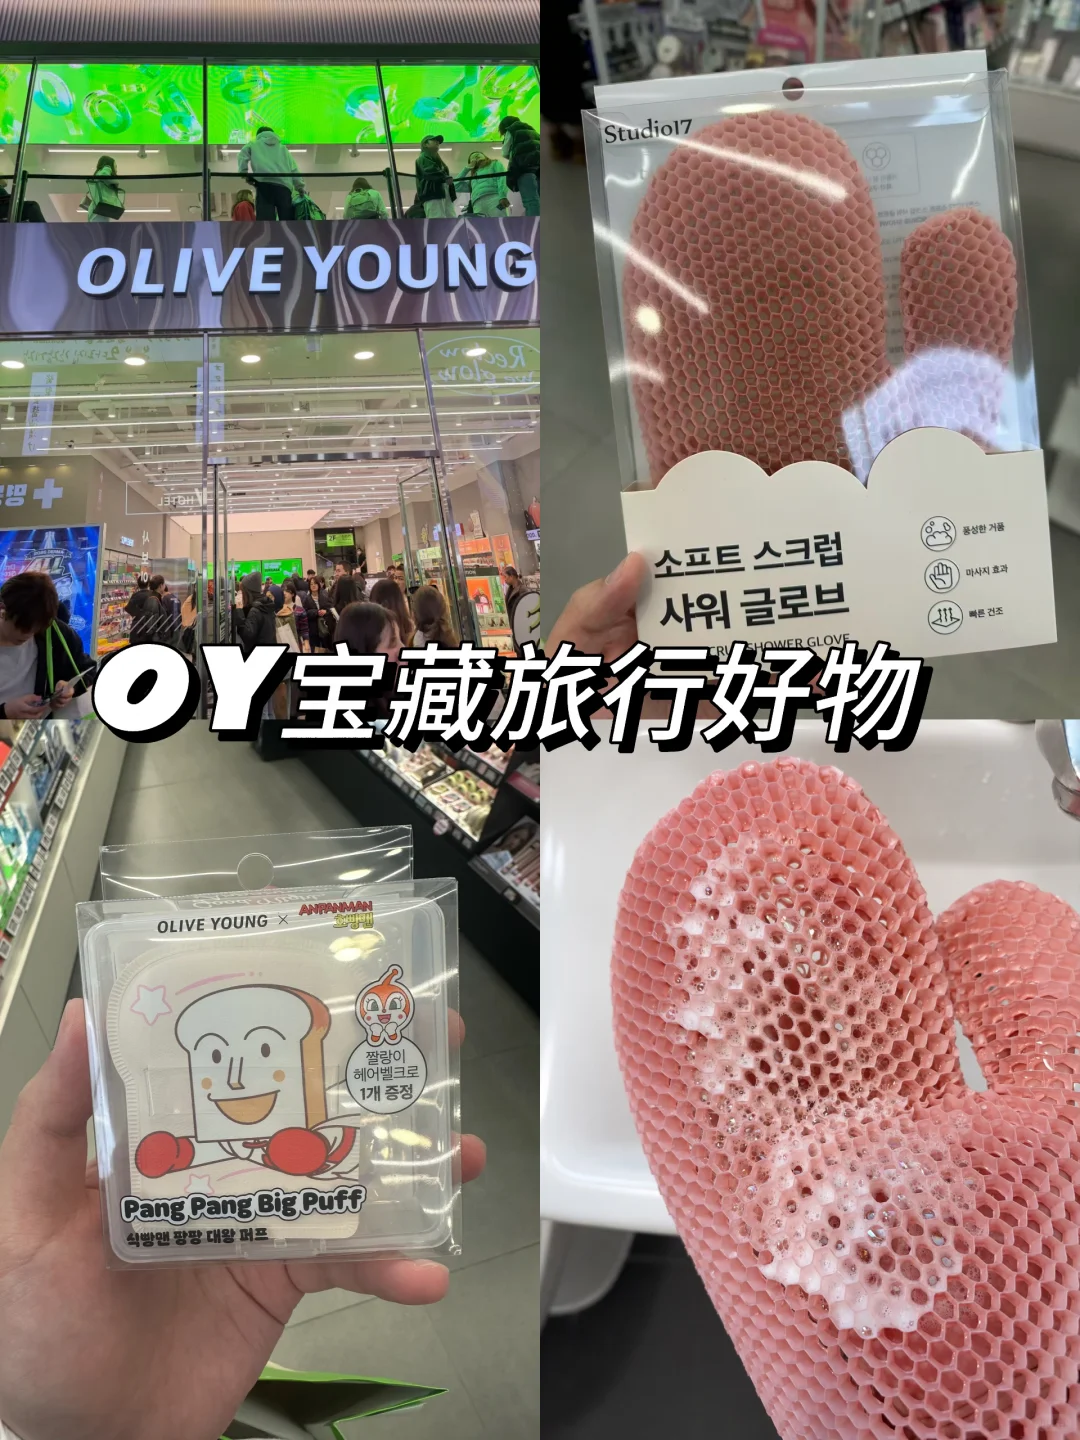 OLIVE YOUNG
2F
Studio17
소프트 스크럽
샤워 글로브
SHOWER GLOVE
풍성한 거품
마사지 효과
빠른 건조
OY宝藏旅行好物
OLIVE YOUNG × ANPANMAN
호빵맨
짤랑이
헤어벨크로
1개 증정
Pang Pang Big Puff
식빵맨 팡팡 대왕 퍼프